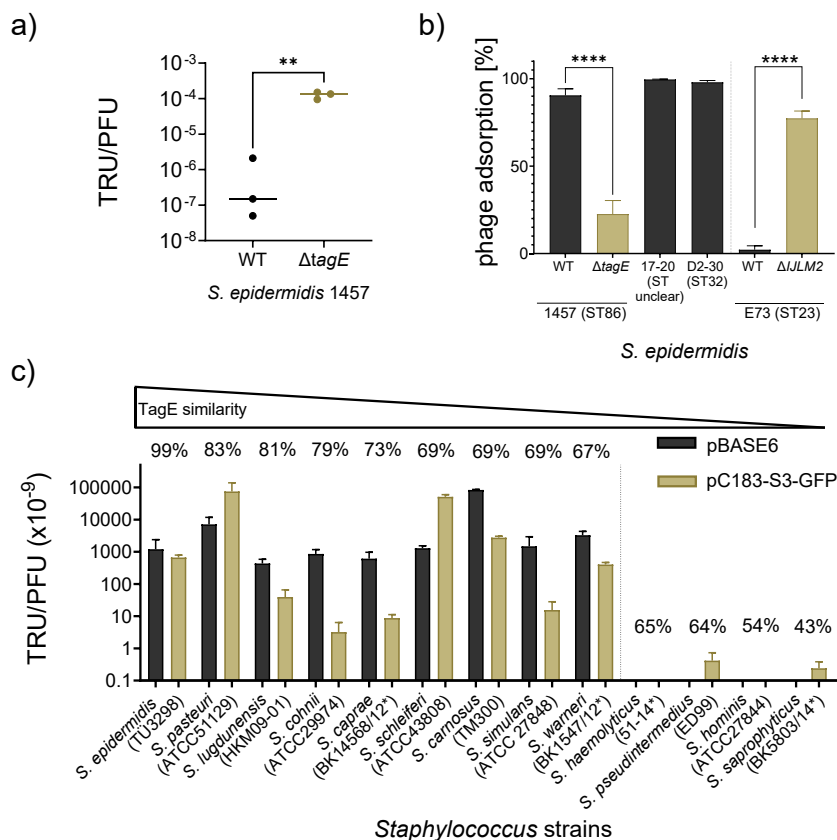 a)
TRU/PFU
10-3
10-4
10-5
10-6
10-7
10-8
**
WT
ΔtagE
S. epidermidis 1457
b)
phage adsorption [%]
100
50
0
****
****
WT
ΔtagE
17-20
(ST
unclear)
D2-30
(ST32)
WT
ΔIJLM2
1457 (ST86)
E73 (ST23)
S. epidermidis
c)
TagE similarity
99%
83%
81%
79%
73%
69%
69%
69%
67%
65%
64%
54%
43%
pBASE6
pC183-S3-GFP
TRU/PFU (x10-9)
100000
10000
1000
100
10
1
0.1
S. epidermidis
(TÜ3298)
S. pasteuri
(ATCC51129)
S. lugdunensis
(HKM09-01)
S. cohnii
(ATCC29974)
S. caprae
(BK14568/12*)
S. schleiferi
(ATCC43808)
S. carnosus
(TM300)
S. simulans
(ATCC 27848)
S. warneri
(BK1547/12*)
S. haemolyticus
(51-14*)
S. pseudintermedius
(ED99)
S. hominis
(ATCC27844)
S. saprophyticus
(BK5803/14*)
Staphylococcus strains